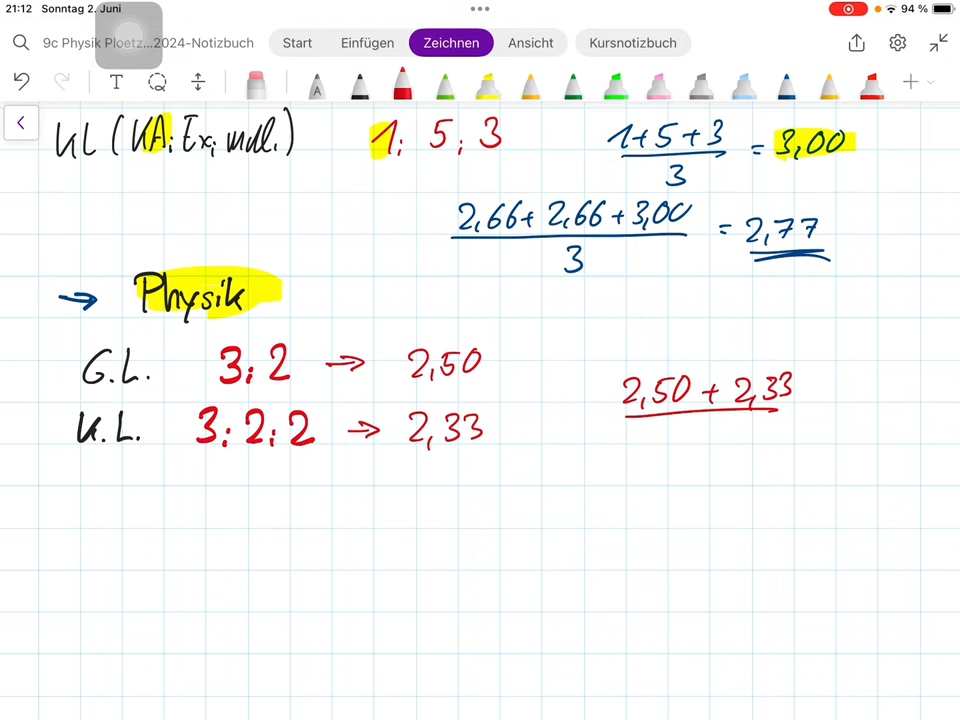 21:12 Sonntag 2. Juni
94 %
9c Physik Ploetz...2024-Notizbuch
Start Einfügen Zeichnen Ansicht Kursnotizbuch
T A
KL (KA; Ex; mdl.) 1; 5; 3
1+5+3 / 3 = 3,00
2,66+2,66+3,00 / 3 = 2,77
→ Physik
G.L. 3; 2 → 2,50
K.L. 3; 2; 2 → 2,33
2,50 + 2,33